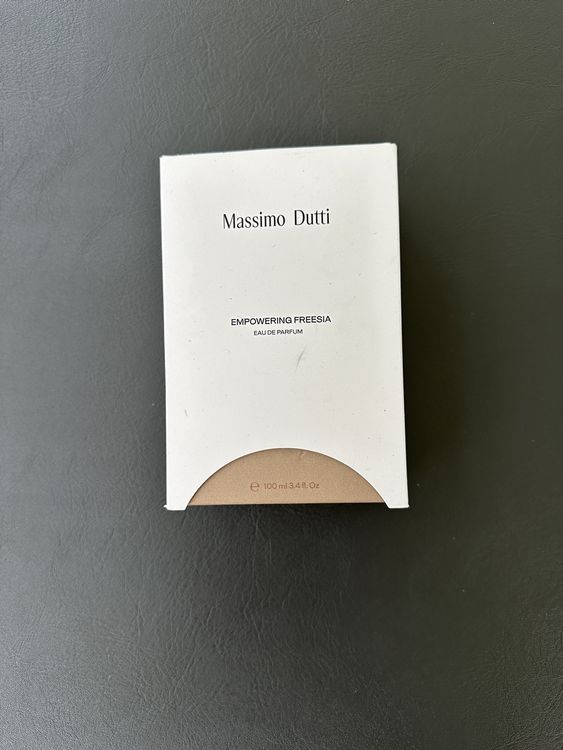 Massimo Dutti
EMPOWERING FREESIA
EAU DE PARFUM
℮ 100 ml 3.4 fl. Oz